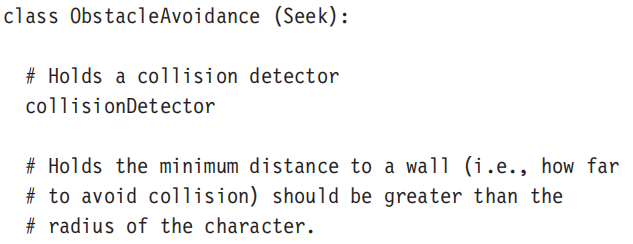 class ObstacleAvoidance (Seek):
# Holds a collision detector
collisionDetector
# Holds the minimum distance to a wall (i.e., how far
# to avoid collision) should be greater than the
# radius of the character.